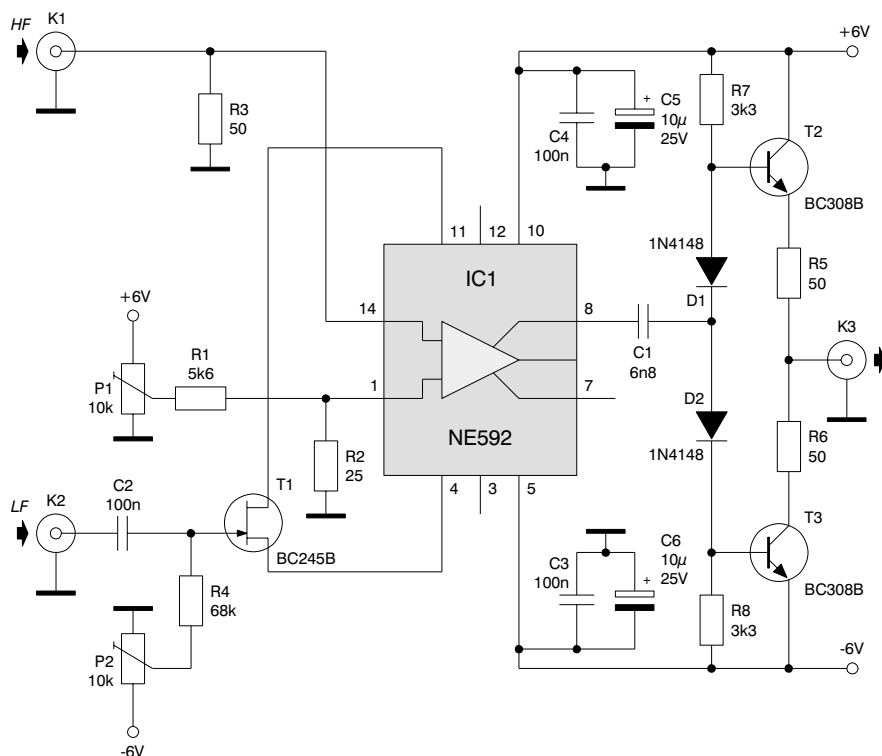 HF
K1
R3
50
+6V
P1
10k
R1
5k6
R2
25
LF
K2
C2
100n
T1
BC245B
R4
68k
P2
10k
-6V
11
12
10
IC1
14
8
1
7
NE592
4
3
5
C4
100n
+
C5
10µ
25V
C3
100n
+
C6
10µ
25V
C1
6n8
R7
3k3
1N4148
D1
D2
1N4148
R8
3k3
+6V
T2
BC308B
R5
50
K3
R6
50
T3
BC308B
-6V